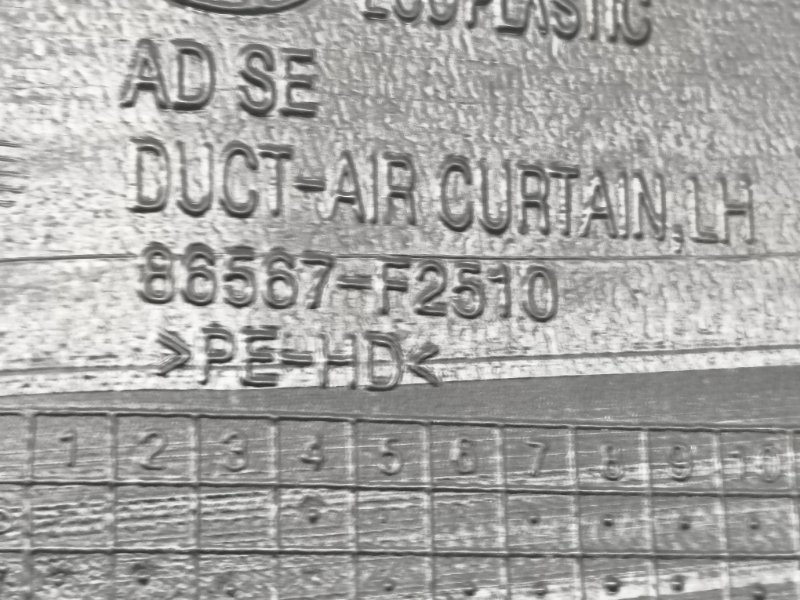 ECOPLASTIC
AD SE
DUCT-AIR CURTAIN,LH
86567-F2510
>PE-HD<
1 2 3 4 5 6 7 8 9 10